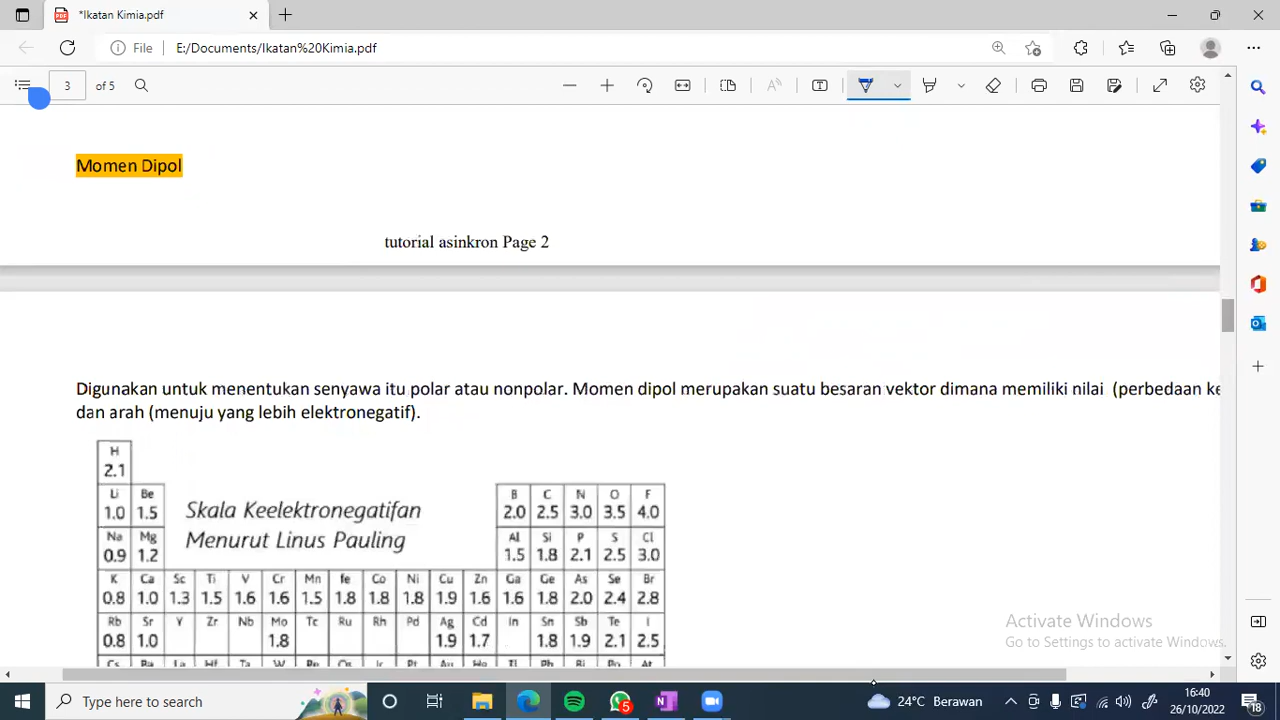 *Ikatan Kimia.pdf
File E:/Documents/Ikatan%20Kimia.pdf
3 of 5
Momen Dipol
tutorial asinkron Page 2
Digunakan untuk menentukan senyawa itu polar atau nonpolar. Momen dipol merupakan suatu besaran vektor dimana memiliki nilai (perbedaan ke
dan arah (menuju yang lebih elektronegatif).
H
2.1
Li Be B C N O F
1.0 1.5 2.0 2.5 3.0 3.5 4.0
Skala Keelektronegatifan
Menurut Linus Pauling
Na Mg Al Si P S Cl
0.9 1.2 1.5 1.8 2.1 2.5 3.0
K Ca Sc Ti V Cr Mn fe Co Ni Cu Zn Ga Ge As Se Br
0.8 1.0 1.3 1.5 1.6 1.6 1.5 1.8 1.8 1.8 1.9 1.6 1.6 1.8 2.0 2.4 2.8
Rb Sr Y Zr Nb Mo Tc Ru Rh Pd Ag Cd In Sn Sb Te I
0.8 1.0 1.8 1.9 1.7 1.8 1.9 2.1 2.5
Activate Windows
Go to Settings to activate Windows.
Type here to search
5
24°C Berawan
16:40
26/10/2022
18